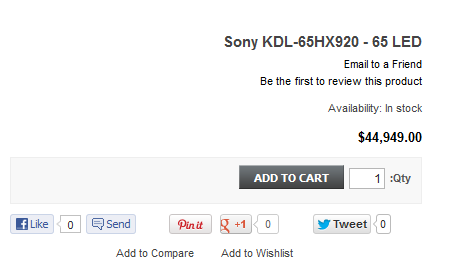 Sony KDL-65HX920 - 65 LED
Email to a Friend
Be the first to review this product
Availability: In stock
$44,949.00
ADD TO CART 1 :Qty
Like 0 Send Pin it +1 0 Tweet 0
Add to Compare Add to Wishlist